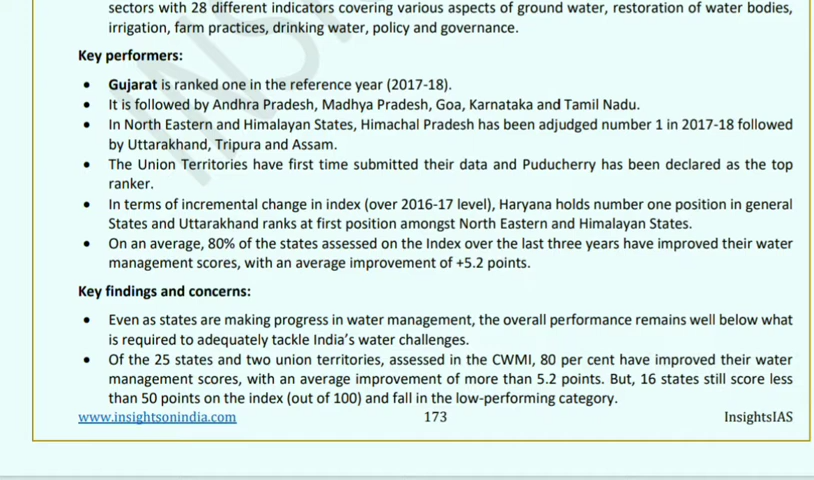 sectors with 28 different indicators covering various aspects of ground water, restoration of water bodies,
irrigation, farm practices, drinking water, policy and governance.
Key performers:
• Gujarat is ranked one in the reference year (2017-18).
• It is followed by Andhra Pradesh, Madhya Pradesh, Goa, Karnataka and Tamil Nadu.
• In North Eastern and Himalayan States, Himachal Pradesh has been adjudged number 1 in 2017-18 followed
by Uttarakhand, Tripura and Assam.
• The Union Territories have first time submitted their data and Puducherry has been declared as the top
ranker.
• In terms of incremental change in index (over 2016-17 level), Haryana holds number one position in general
States and Uttarakhand ranks at first position amongst North Eastern and Himalayan States.
• On an average, 80% of the states assessed on the Index over the last three years have improved their water
management scores, with an average improvement of +5.2 points.
Key findings and concerns:
• Even as states are making progress in water management, the overall performance remains well below what
is required to adequately tackle India's water challenges.
• Of the 25 states and two union territories, assessed in the CWMI, 80 per cent have improved their water
management scores, with an average improvement of more than 5.2 points. But, 16 states still score less
than 50 points on the index (out of 100) and fall in the low-performing category.
www.insightsonindia.com 173 InsightsIAS